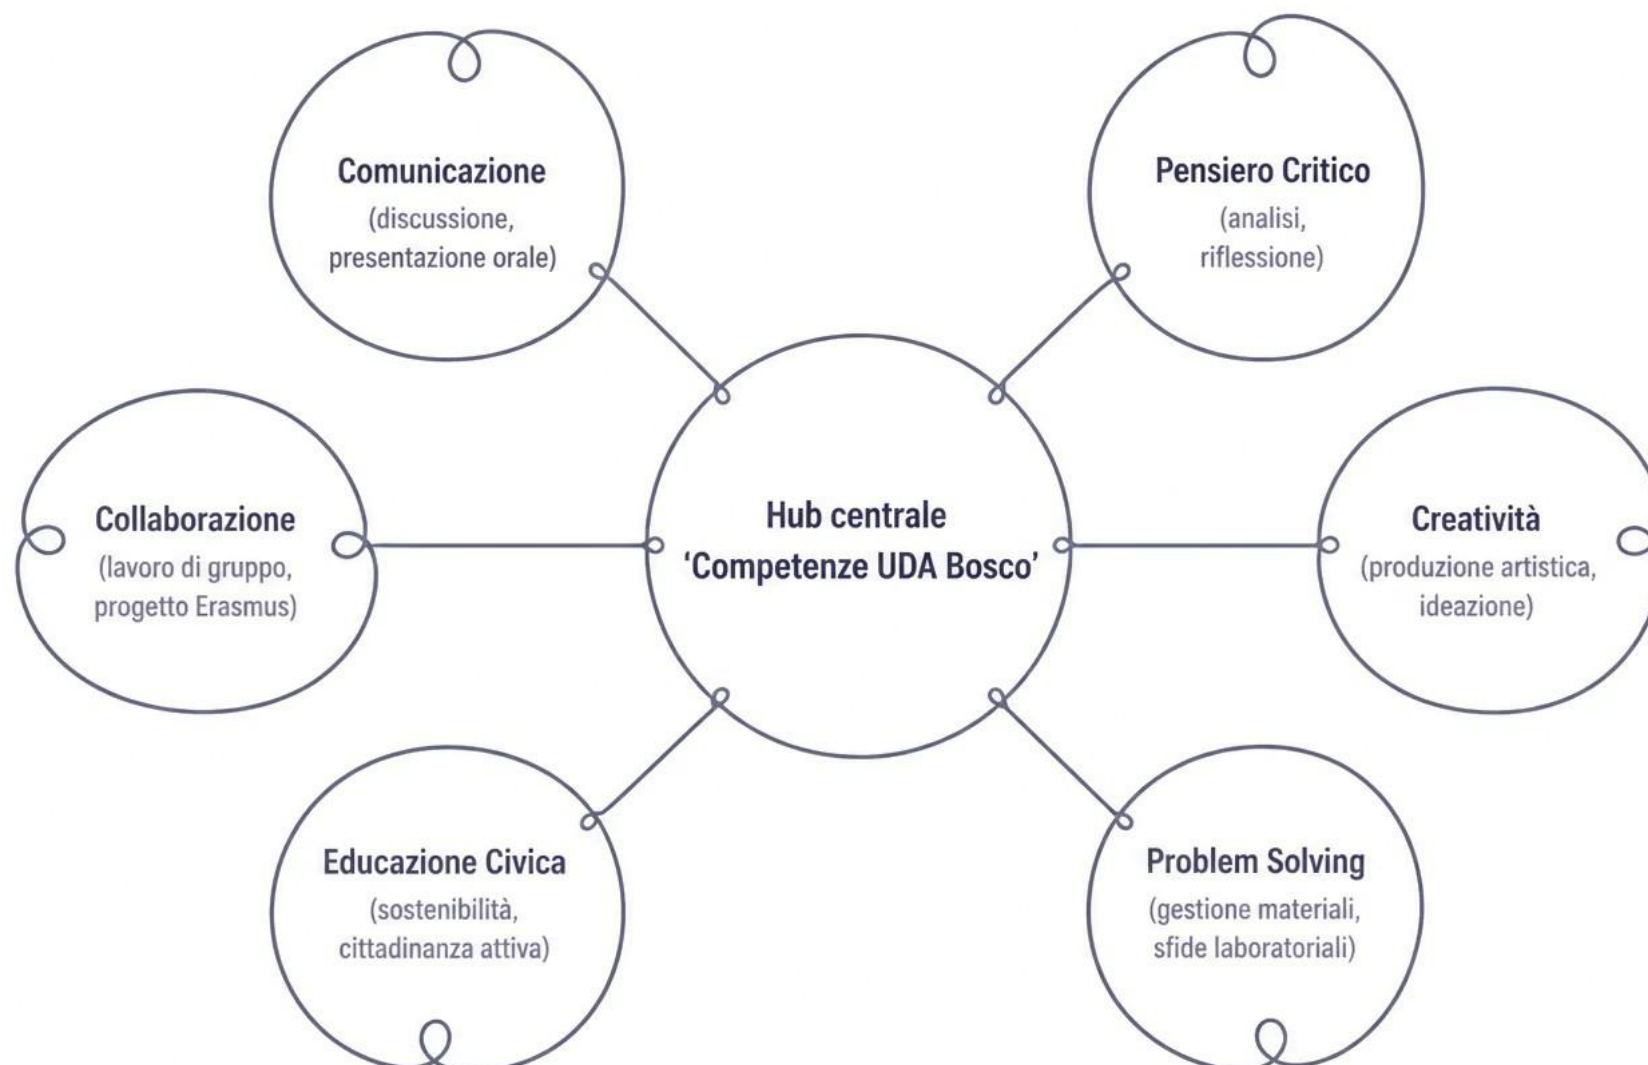 Comunicazione
(discussione,
presentazione orale)
Pensiero Critico
(analisi,
riflessione)
Collaborazione
(lavoro di gruppo,
progetto Erasmus)
Hub centrale
‘Competenze UDA Bosco’
Creatività
(produzione artistica,
ideazione)
Educazione Civica
(sostenibilità,
cittadinanza attiva)
Problem Solving
(gestione materiali,
sfide laboratoriali)